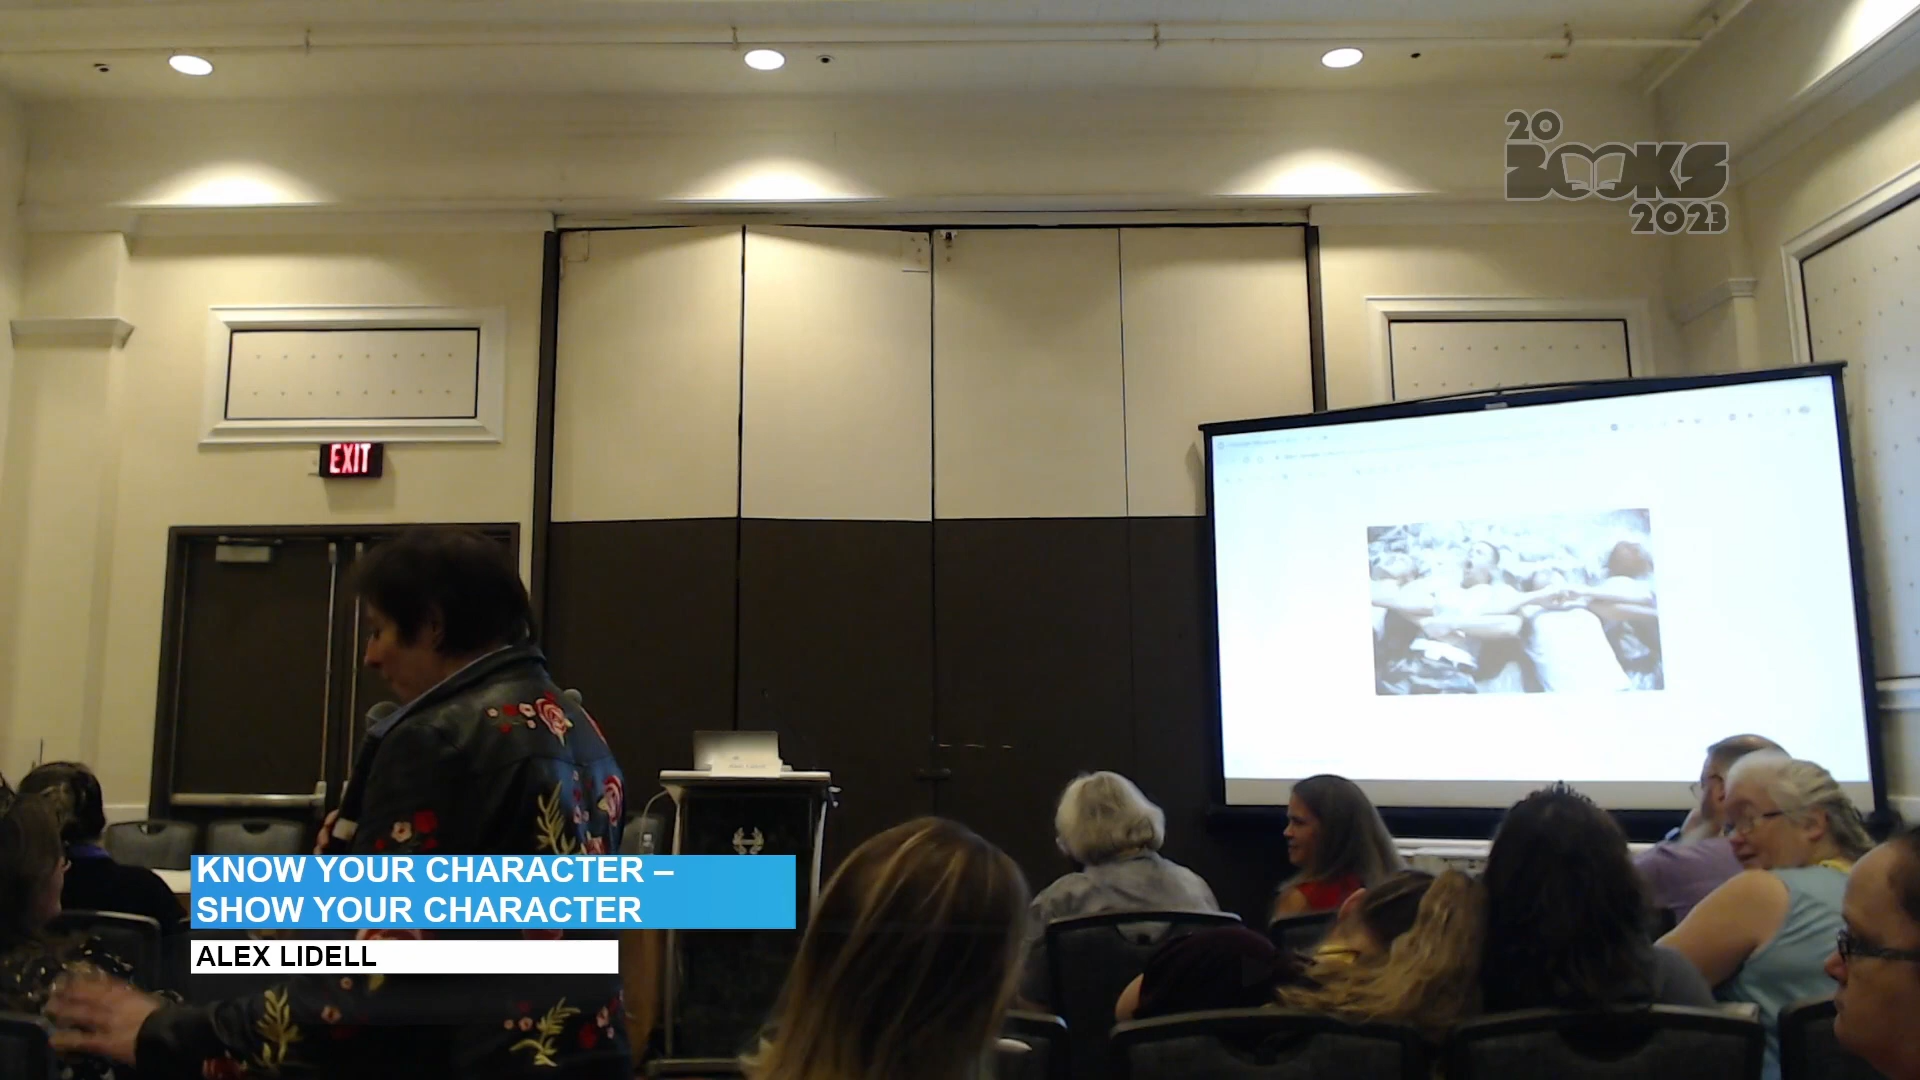 20
BOOKS
2023
EXIT
KNOW YOUR CHARACTER –
SHOW YOUR CHARACTER
ALEX LIDELL